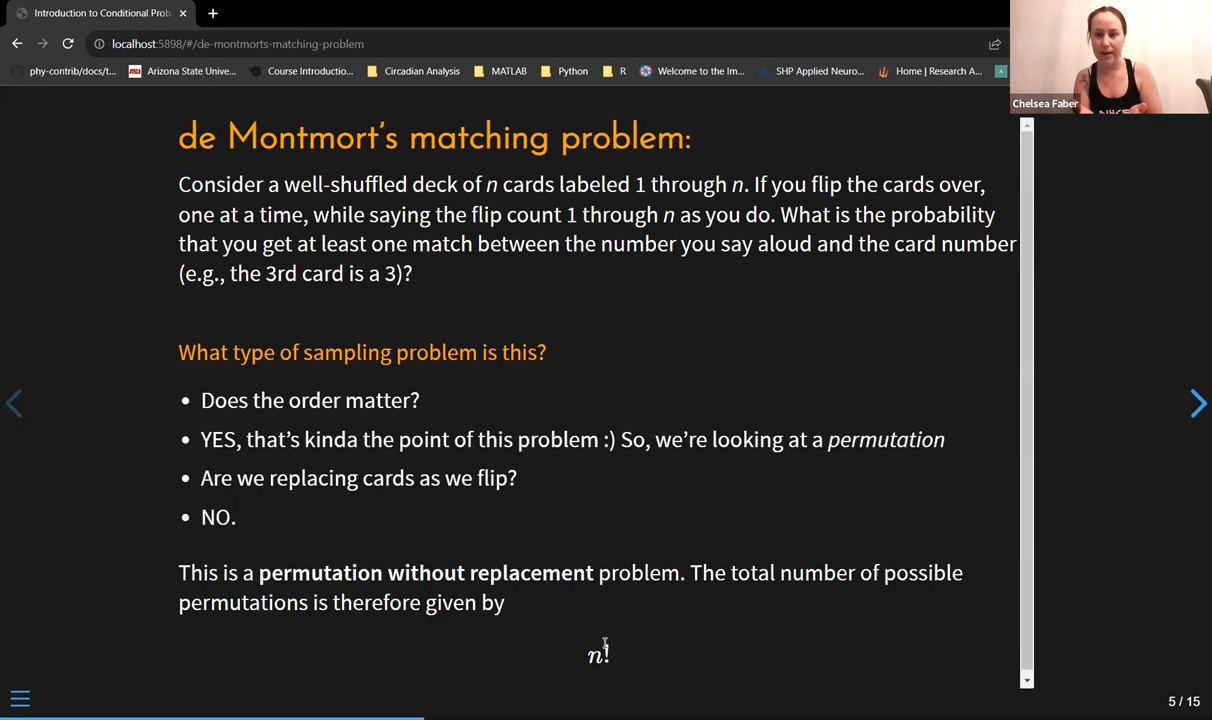 Introduction to Conditional Prob
localhost:5898/#/de-montmorts-matching-problem
phy-contrib/docs/t...
Arizona State Unive...
Course Introductio...
Circadian Analysis
MATLAB
Python
R
Welcome to the Im...
SHP Applied Neuro...
Home | Research A...
Chelsea Faber
de Montmort's matching problem:
Consider a well-shuffled deck of n cards labeled 1 through n. If you flip the cards over,
one at a time, while saying the flip count 1 through n as you do. What is the probability
that you get at least one match between the number you say aloud and the card number
(e.g., the 3rd card is a 3)?
What type of sampling problem is this?
• Does the order matter?
• YES, that's kinda the point of this problem :) So, we're looking at a permutation
• Are we replacing cards as we flip?
• NO.
This is a permutation without replacement problem. The total number of possible
permutations is therefore given by
n!
5 / 15